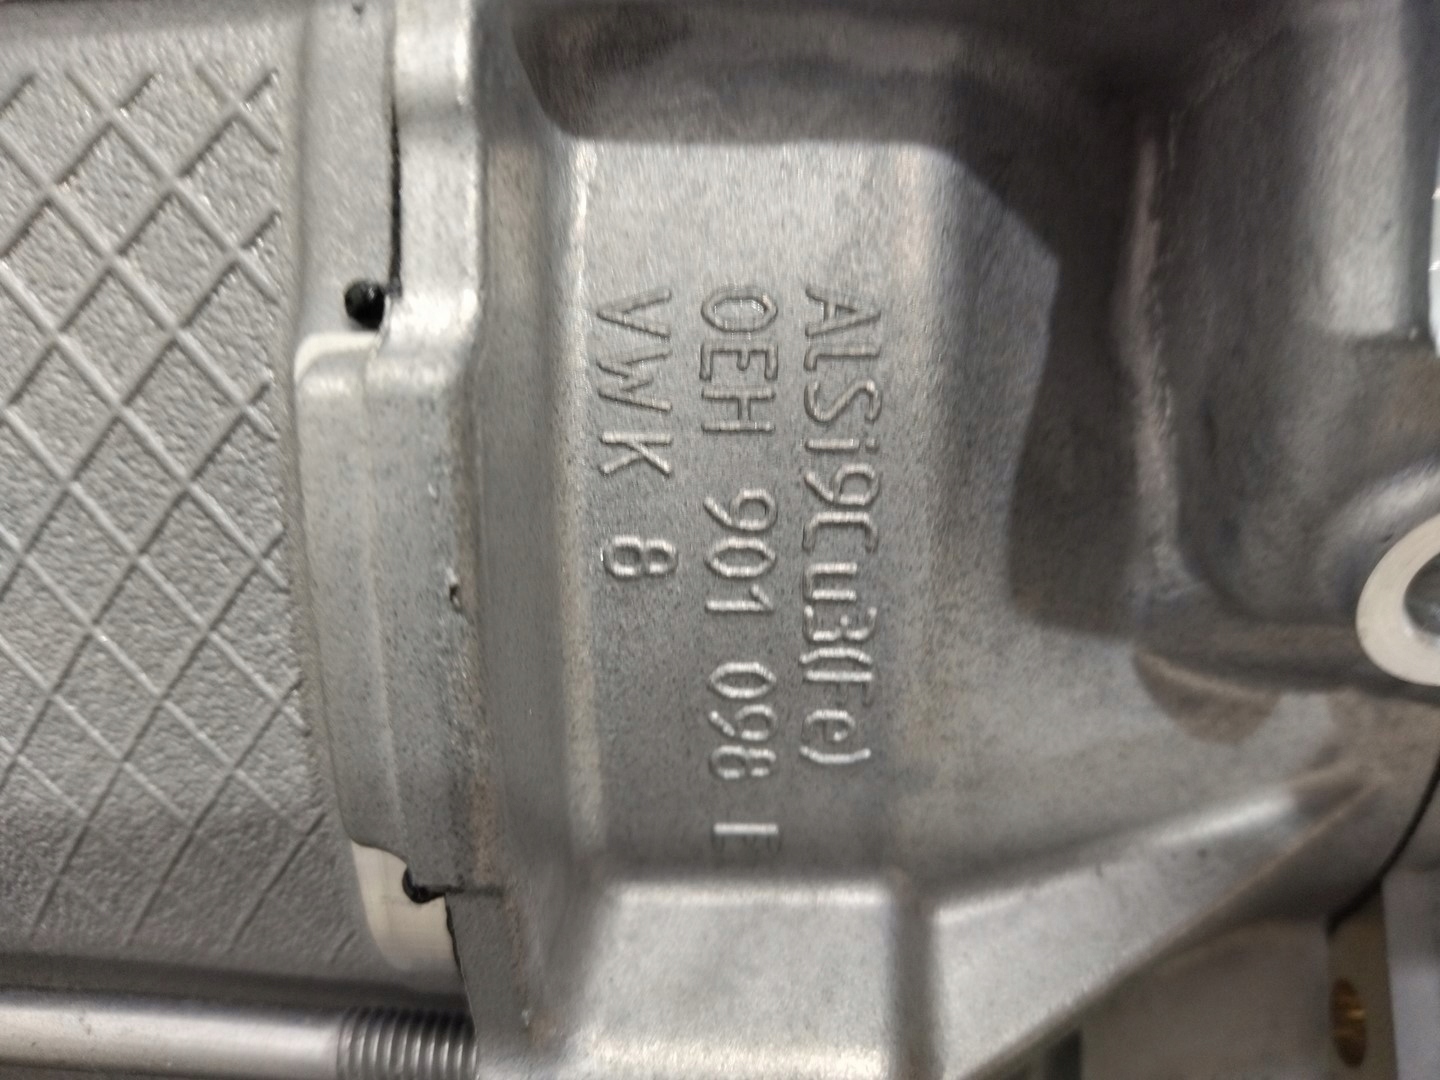 ALSi9Cu3(Fe)
0EH 901 098 E
VWK 8